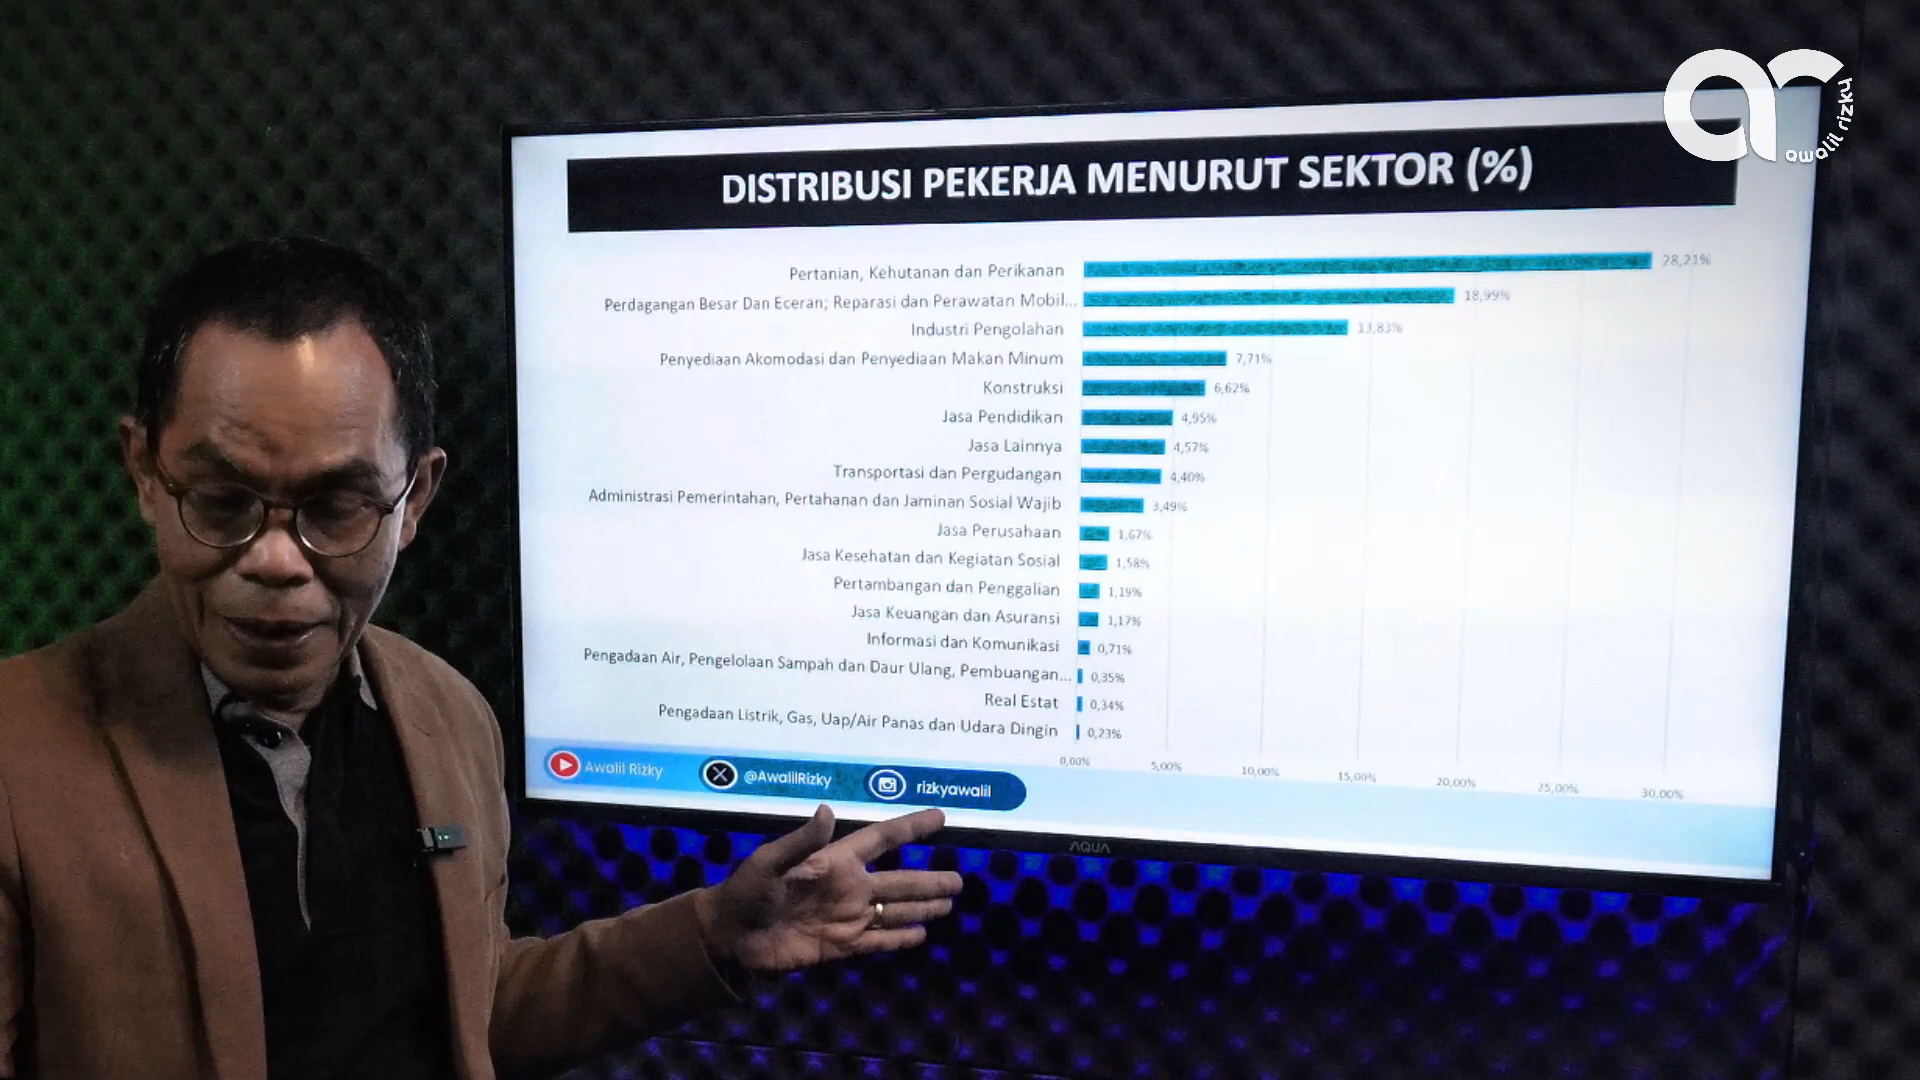 ar
awalil rizky
DISTRIBUSI PEKERJA MENURUT SEKTOR (%)
Pertanian, Kehutanan dan Perikanan 28,21%
Perdagangan Besar Dan Eceran; Reparasi dan Perawatan Mobil... 18,99%
Industri Pengolahan 13,83%
Penyediaan Akomodasi dan Penyediaan Makan Minum 7,71%
Konstruksi 6,62%
Jasa Pendidikan 4,95%
Jasa Lainnya 4,57%
Transportasi dan Pergudangan 4,40%
Administrasi Pemerintahan, Pertahanan dan Jaminan Sosial Wajib 3,49%
Jasa Perusahaan 1,67%
Jasa Kesehatan dan Kegiatan Sosial 1,58%
Pertambangan dan Penggalian 1,19%
Jasa Keuangan dan Asuransi 1,17%
Informasi dan Komunikasi 0,71%
Pengadaan Air, Pengelolaan Sampah dan Daur Ulang, Pembuangan... 0,35%
Real Estat 0,34%
Pengadaan Listrik, Gas, Uap/Air Panas dan Udara Dingin 0,23%
0,00% 5,00% 10,00% 15,00% 20,00% 25,00% 30,00%
Awalil Rizky @AwalilRizky rizkyawalil
AQUA